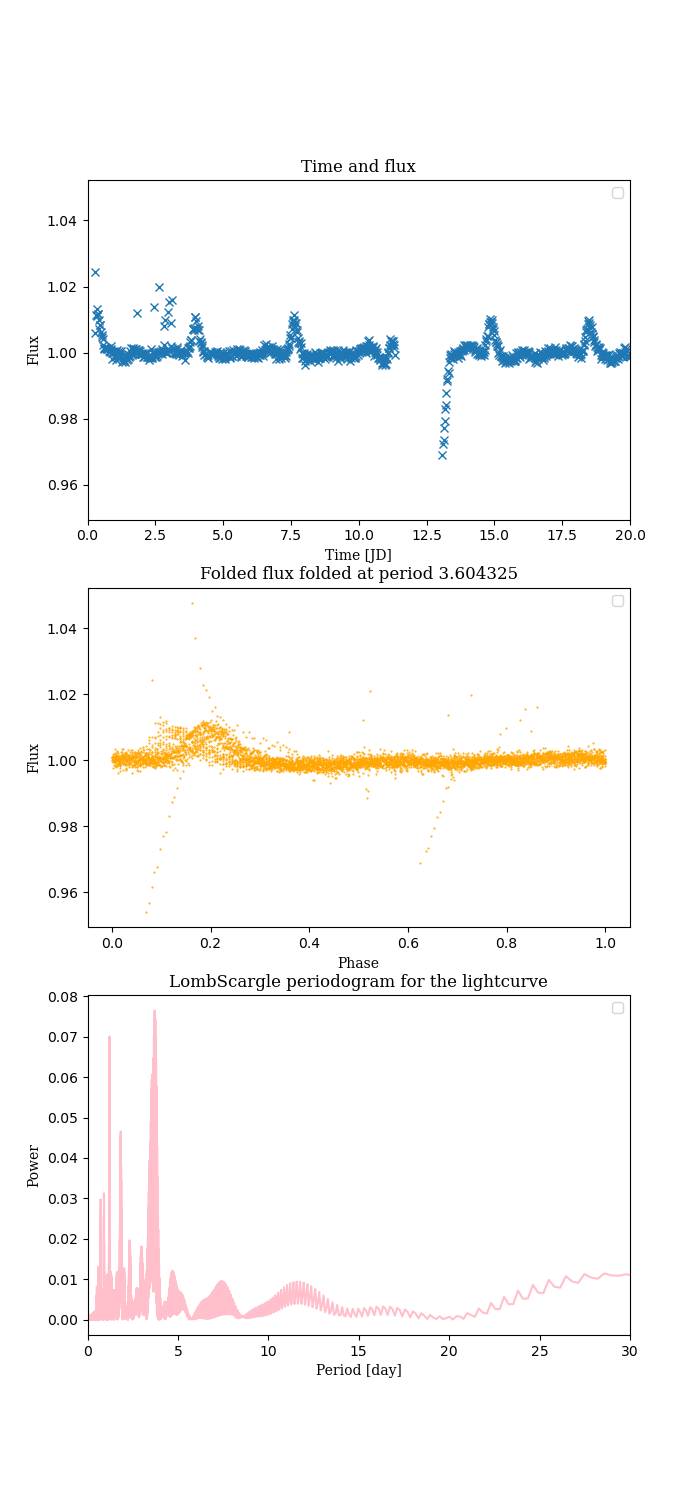 Time and flux
1.04
1.02
1.00
0.98
0.96
Flux
0.0 2.5 5.0 7.5 10.0 12.5 15.0 17.5 20.0
Time [JD]
Folded flux folded at period 3.604325
1.04
1.02
1.00
0.98
0.96
Flux
0.0 0.2 0.4 0.6 0.8 1.0
Phase
LombScargle periodogram for the lightcurve
0.08
0.07
0.06
0.05
0.04
0.03
0.02
0.01
0.00
Power
0 5 10 15 20 25 30
Period [day]